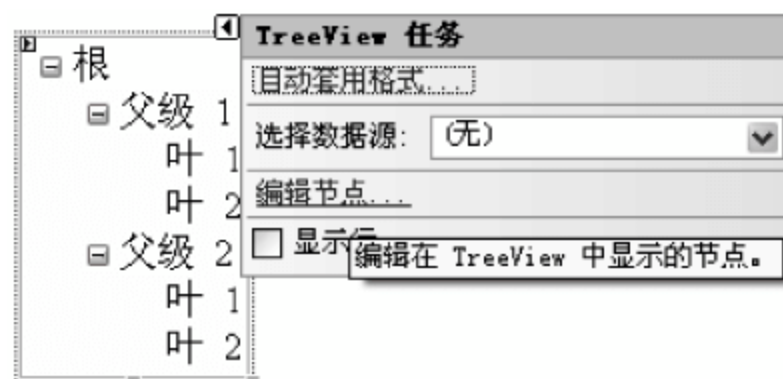 根
父级 1
叶 1
叶 2
父级 2
叶 1
叶 2
TreeView 任务
自动套用格式...
选择数据源: (无)
编辑节点...
显示行
编辑在 TreeView 中显示的节点。